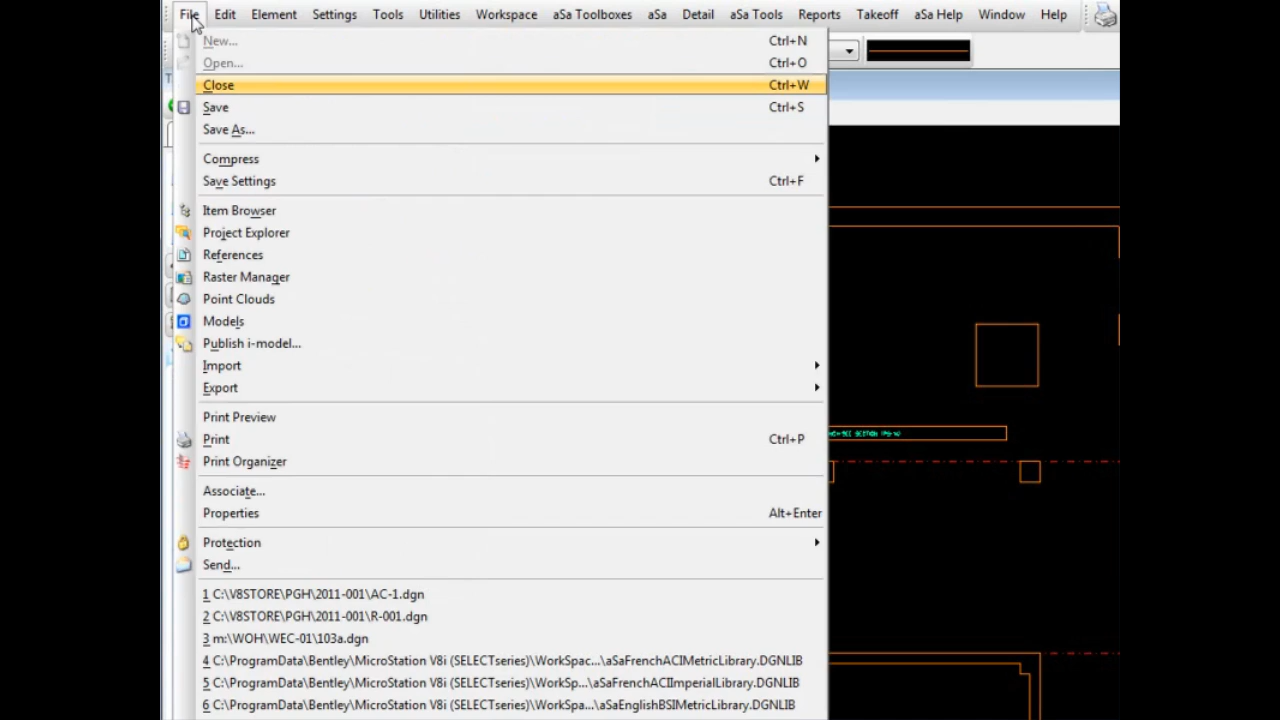 File Edit Element Settings Tools Utilities Workspace aSa Toolboxes aSa Detail aSa Tools Reports Takeoff aSa Help Window Help
New... Ctrl+N
Open... Ctrl+O
Close Ctrl+W
Save Ctrl+S
Save As...
Compress
Save Settings Ctrl+F
Item Browser
Project Explorer
References
Raster Manager
Point Clouds
Models
Publish i-model...
Import
Export
Print Preview
Print Ctrl+P
Print Organizer
Associate...
Properties Alt+Enter
Protection
Send...
1 C:\V8STORE\PGH\2011-001\AC-1.dgn
2 C:\V8STORE\PGH\2011-001\R-001.dgn
3 m:\WOH\WEC-01\103a.dgn
4 C:\ProgramData\Bentley\MicroStation V8i (SELECTseries)\WorkSpac...\aSaFrenchACIMetricLibrary.DGNLIB
5 C:\ProgramData\Bentley\MicroStation V8i (SELECTseries)\WorkSp...\aSaFrenchACIImperialLibrary.DGNLIB
6 C:\ProgramData\Bentley\MicroStation V8i (SELECTseries)\WorkSpa...\aSaEnglishBSIMetricLibrary.DGNLIB